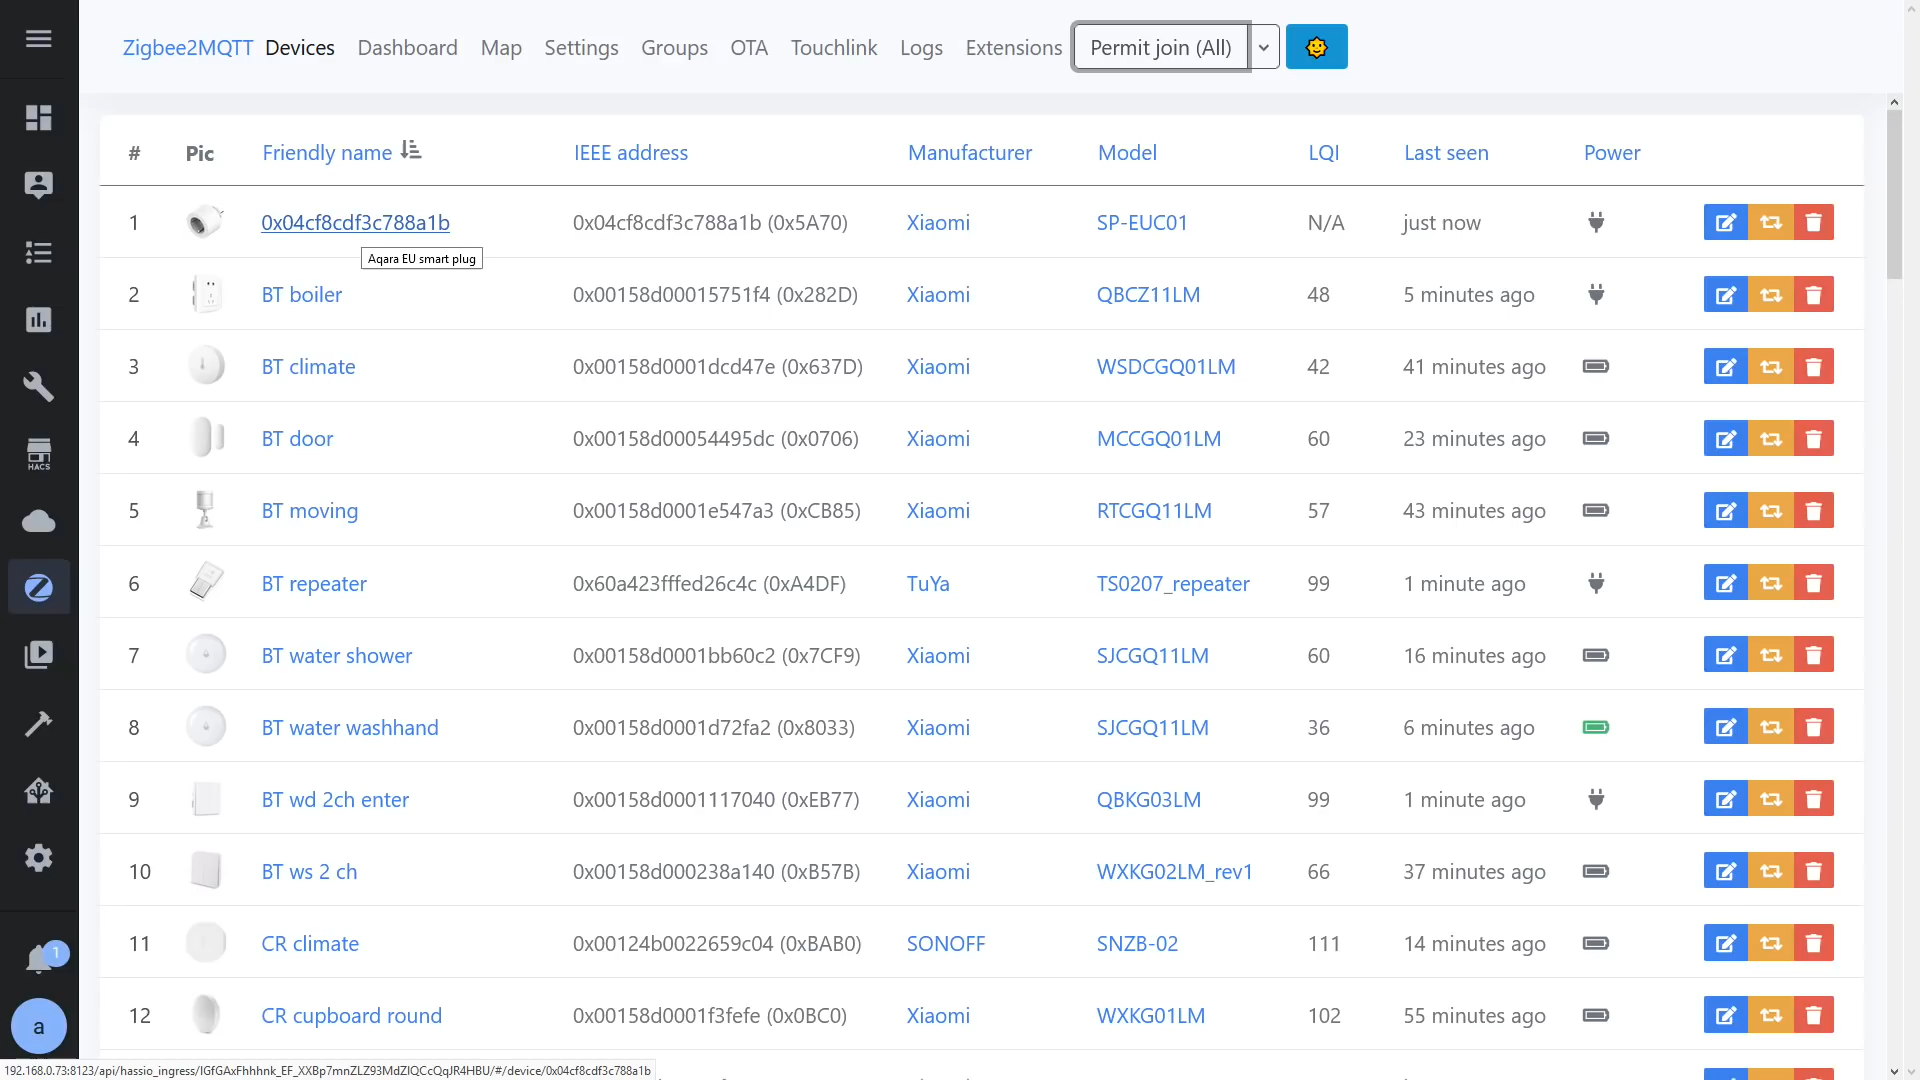 Zigbee2MQTT Devices Dashboard Map Settings Groups OTA Touchlink Logs Extensions Permit join (All)
# Pic Friendly name IEEE address Manufacturer Model LQI Last seen Power
1 0x04cf8cdf3c788a1b 0x04cf8cdf3c788a1b (0x5A70) Xiaomi SP-EUC01 N/A just now
Aqara EU smart plug
2 BT boiler 0x00158d00015751f4 (0x282D) Xiaomi QBCZ11LM 48 5 minutes ago
3 BT climate 0x00158d0001dcd47e (0x637D) Xiaomi WSDCGQ01LM 42 41 minutes ago
4 BT door 0x00158d00054495dc (0x0706) Xiaomi MCCGQ01LM 60 23 minutes ago
HACS
5 BT moving 0x00158d0001e547a3 (0xCB85) Xiaomi RTCGQ11LM 57 43 minutes ago
6 BT repeater 0x60a423fffed26c4c (0xA4DF) TuYa TS0207_repeater 99 1 minute ago
7 BT water shower 0x00158d0001bb60c2 (0x7CF9) Xiaomi SJCGQ11LM 60 16 minutes ago
8 BT water washhand 0x00158d0001d72fa2 (0x8033) Xiaomi SJCGQ11LM 36 6 minutes ago
9 BT wd 2ch enter 0x00158d0001117040 (0xEB77) Xiaomi QBKG03LM 99 1 minute ago
10 BT ws 2 ch 0x00158d000238a140 (0xB57B) Xiaomi WXKG02LM_rev1 66 37 minutes ago
11 CR climate 0x00124b0022659c04 (0xBAB0) SONOFF SNZB-02 111 14 minutes ago
1
12 CR cupboard round 0x00158d0001f3fefe (0x0BC0) Xiaomi WXKG01LM 102 55 minutes ago
a
192.168.0.73:8123/api/hassio_ingress/IGfGAxFhhhnk_EF_XXBp7mnZLZ93MdZIQCcQqJR4HBU/#/device/0x04cf8cdf3c788a1b